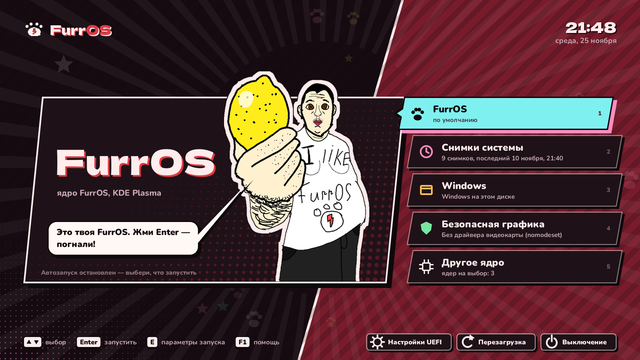 FurrOS
21:48
среда, 25 ноября
FurrOS
ядро FurrOS, KDE Plasma
Это твоя FurrOS. Жми Enter —
погнали!
Автозапуск остановлен — выбери, что запустить
I lIKE
FurrOS
FurrOS
по умолчанию
1
Снимки системы
9 снимков, последний 10 ноября, 21:40
2
Windows
Windows на этом диске
3
Безопасная графика
Без драйвера видеокарты (nomodeset)
4
Другое ядро
ядер на выбор: 3
5
▲ ▼ выбор Enter запустить E параметры запуска F1 помощь
Настройки UEFI Перезагрузка Выключение